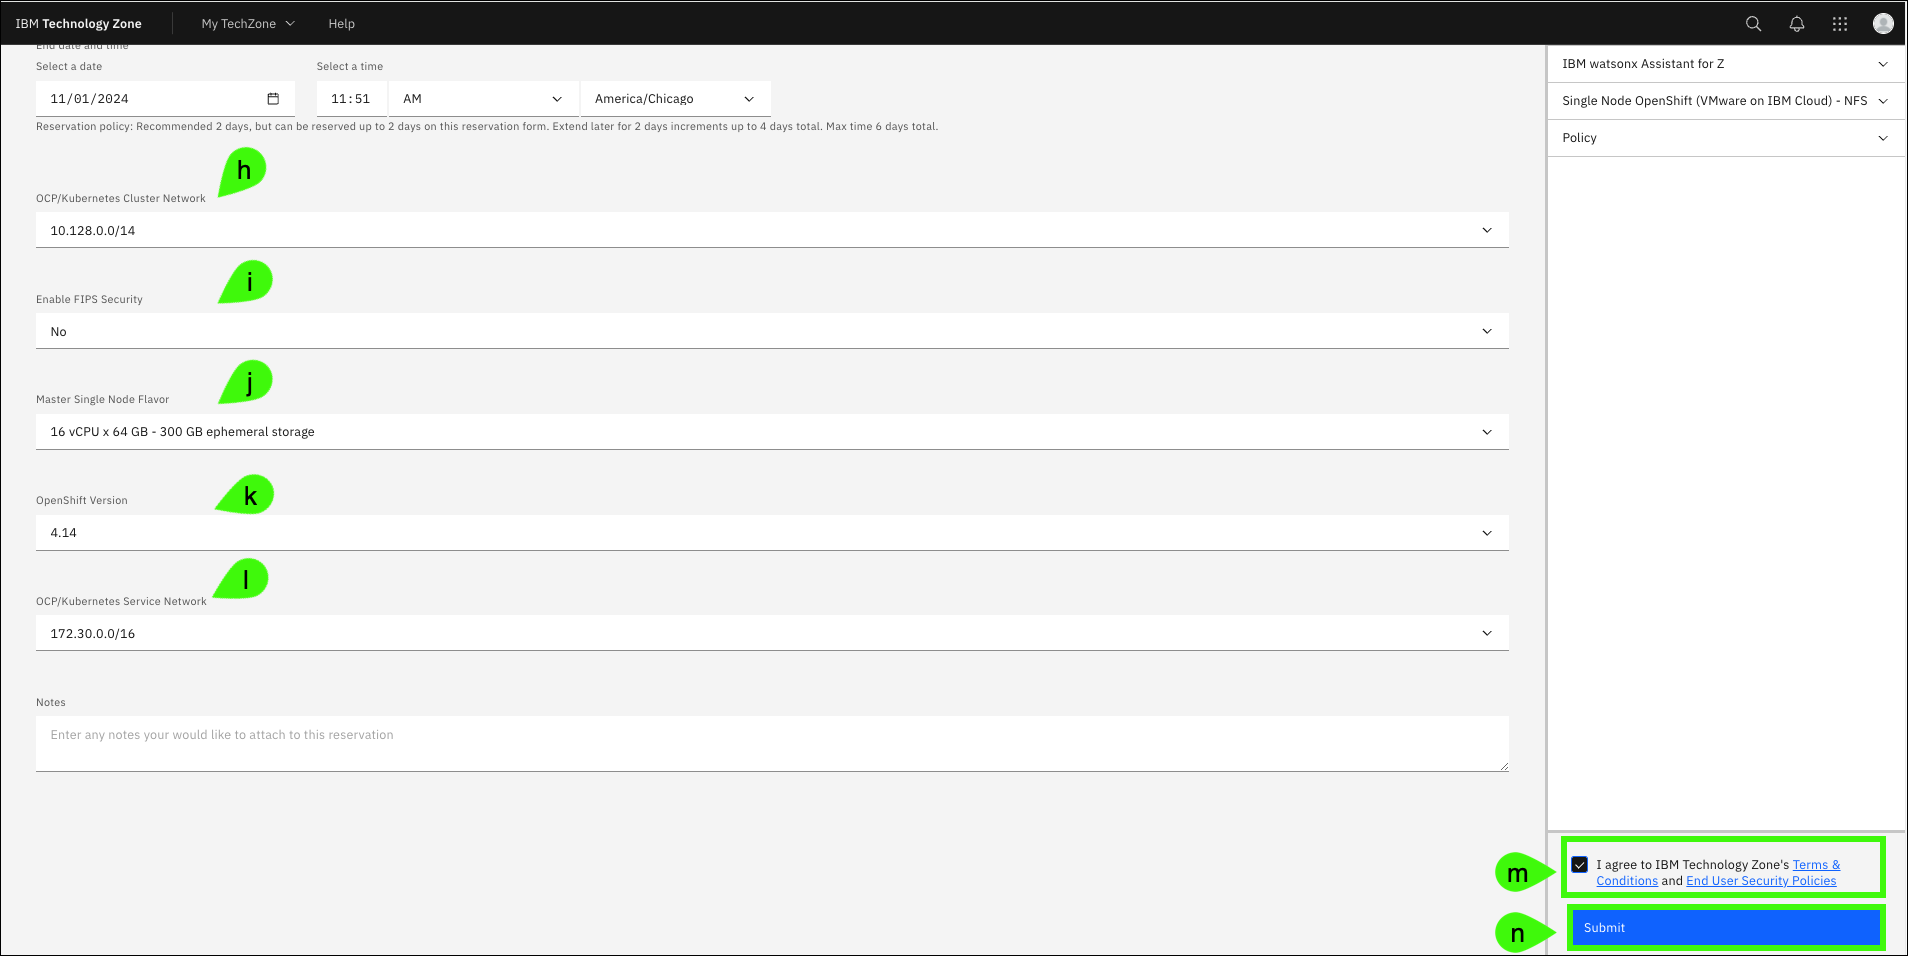 IBM Technology Zone
My TechZone
Help
End date and time
Select a date
Select a time
11/01/2024
11:51
AM
America/Chicago
Reservation policy: Recommended 2 days, but can be reserved up to 2 days on this reservation form. Extend later for 2 days increments up to 4 days total. Max time 6 days total.
h
OCP/Kubernetes Cluster Network
10.128.0.0/14
i
Enable FIPS Security
No
j
Master Single Node Flavor
16 vCPU x 64 GB - 300 GB ephemeral storage
k
OpenShift Version
4.14
l
OCP/Kubernetes Service Network
172.30.0.0/16
Notes
Enter any notes your would like to attach to this reservation
IBM watsonx Assistant for Z
Single Node OpenShift (VMware on IBM Cloud) - NFS
Policy
m
I agree to IBM Technology Zone's Terms &
Conditions and End User Security Policies
n
Submit